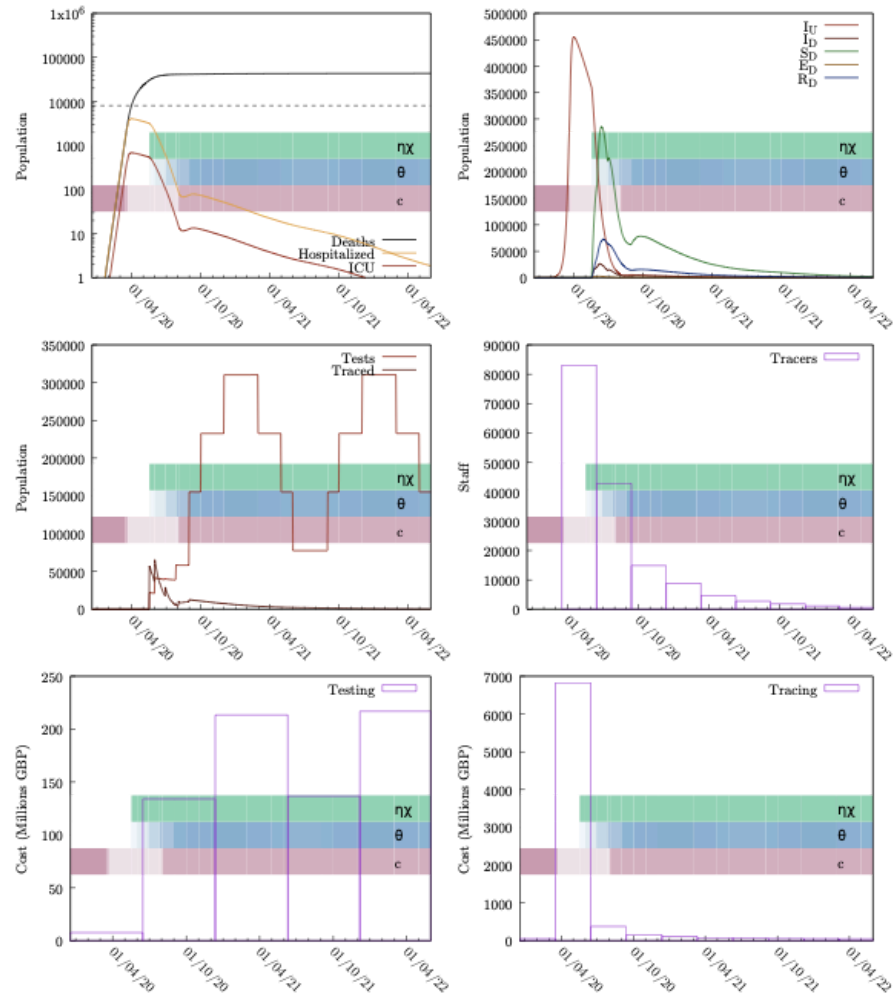 1x10⁶
100000
10000
1000
100
10
1
Population
ηχ
θ
c
Deaths
Hospitalized
ICU
01/04/20
01/10/20
01/04/21
01/10/21
01/04/22
500000
450000
400000
350000
300000
250000
200000
150000
100000
50000
0
Population
I_U
I_D
S_D
E_D
R_D
ηχ
θ
c
01/04/20
01/10/20
01/04/21
01/10/21
01/04/22
350000
300000
250000
200000
150000
100000
50000
0
Population
Tests
Traced
ηχ
θ
c
01/04/20
01/10/20
01/04/21
01/10/21
01/04/22
90000
80000
70000
60000
50000
40000
30000
20000
10000
0
Staff
Tracers
ηχ
θ
c
01/04/20
01/10/20
01/04/21
01/10/21
01/04/22
250
200
150
100
50
0
Cost (Millions GBP)
Testing
ηχ
θ
c
01/04/20
01/10/20
01/04/21
01/10/21
01/04/22
7000
6000
5000
4000
3000
2000
1000
0
Cost (Millions GBP)
Tracing
ηχ
θ
c
01/04/20
01/10/20
01/04/21
01/10/21
01/04/22